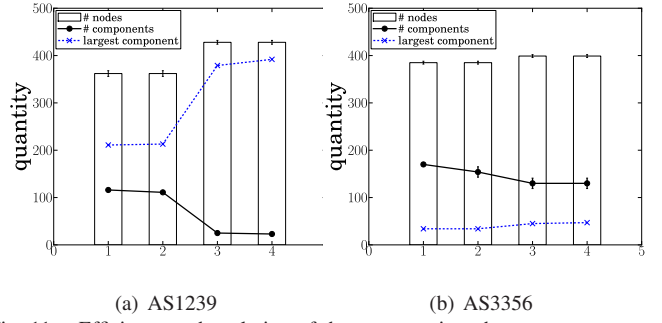 # nodes
# components
largest component
quantity
500
400
300
200
100
0
0 1 2 3 4
# nodes
# components
largest component
quantity
500
400
300
200
100
0
0 1 2 3 4 5
(a) AS1239
(b) AS3356